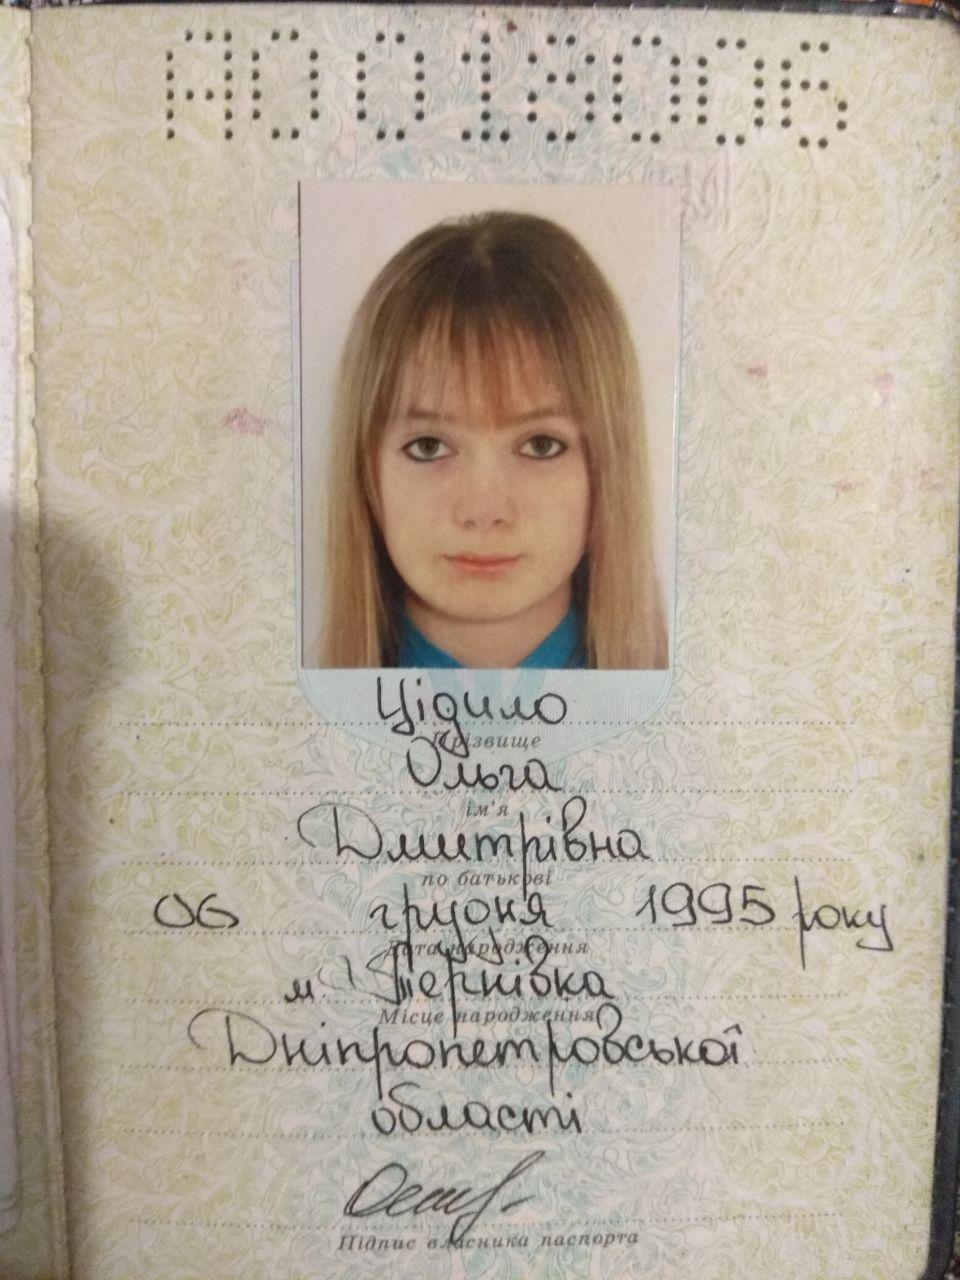 АО018006
Цідило
Прізвище
Ольга
ім'я
Дмитрівна
по батькові
06 грудня 1995 року
Дата народження
м Тернівка
Місце народження
Дніпропетровської
області
Підпис власника паспорта